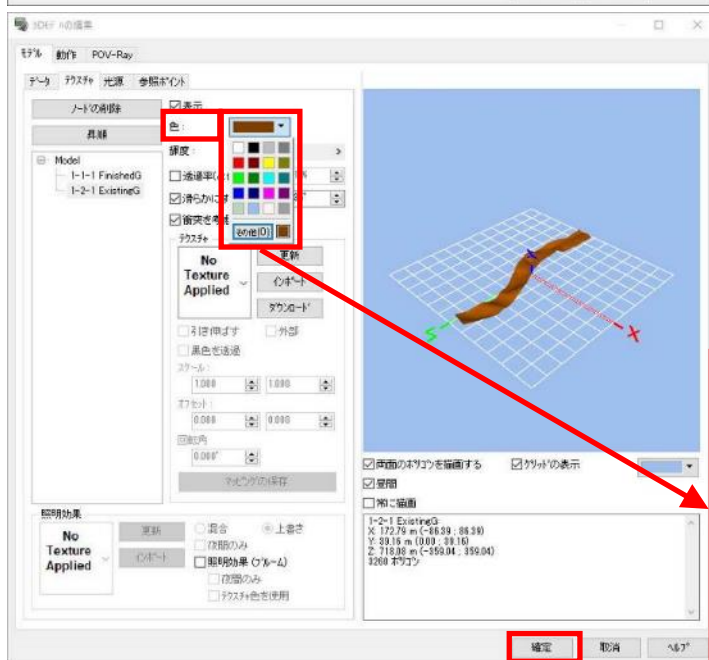 3Dモデルの編集
モデル 動作 POV-Ray
データ テクスチャ 光源 参照ポイント
ノードの削除
昇順
Model
1-1-1 FinishedG
1-2-1 ExistingG
表示
色:
輝度:
透過率
滑らかにす
衝突を考慮
その他(O)
テクスチャ
No
Texture
Applied
更新
インポート
ダウンロード
引き伸ばす 外部
黒色を透過
スケール:
1.000 1.000
オフセット:
0.000 0.000
回転角
0.000°
マッピングの保存
照明効果
No
Texture
Applied
更新
インポート
混合 上書き
夜間のみ
照明効果 (ブルーム)
夜間のみ
テクスチャ色を使用
S X
両面のポリゴンを描画する グリッドの表示
昼間
常に描画
1-2-1 ExistingG
X: 172.79 m (-86.39 ; 86.39)
Y: 39.16 m (0.00 ; 39.16)
Z: 718.08 m (-359.04 ; 359.04)
3260 ポリゴン
確定 取消 ヘルプ